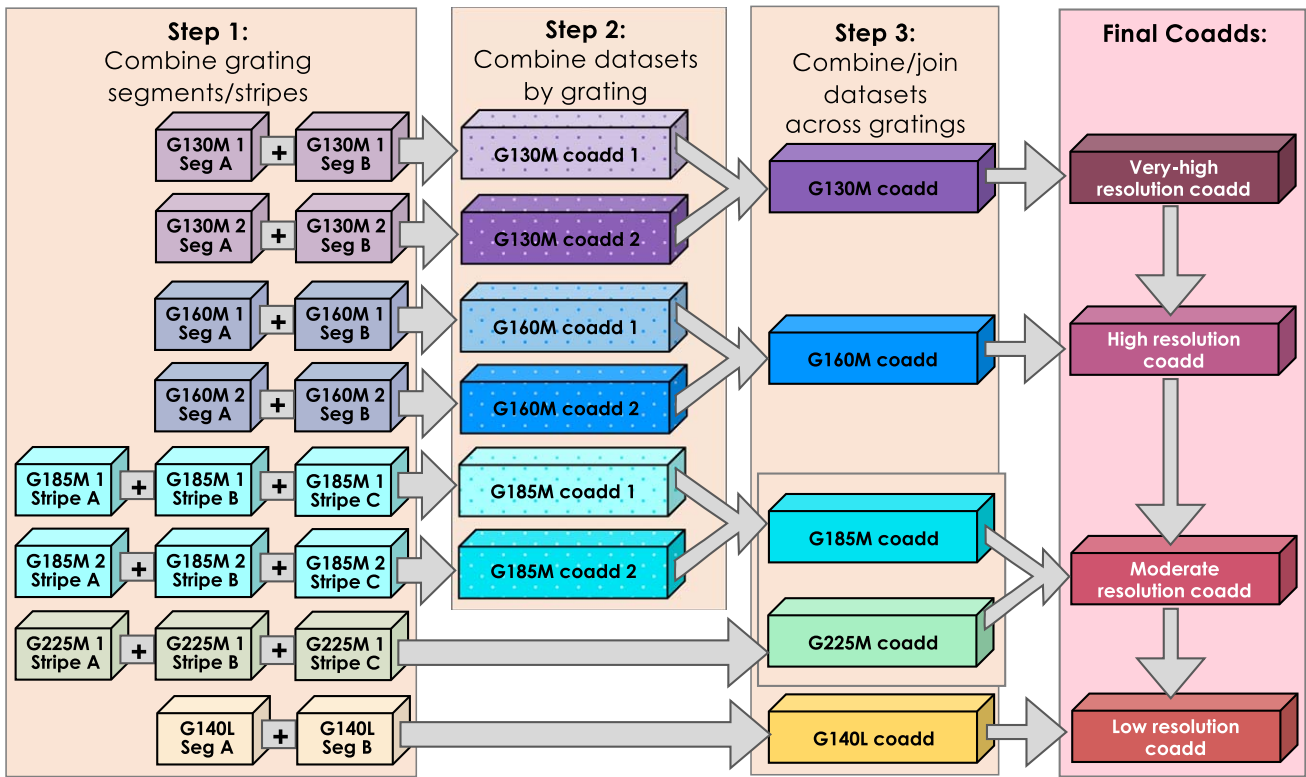 Step 1:
Combine grating
segments/stripes
Step 2:
Combine datasets
by grating
Step 3:
Combine/join
datasets
across gratings
Final Coadds:
G130M 1
Seg A
+
G130M 1
Seg B
G130M coadd 1
G130M 2
Seg A
+
G130M 2
Seg B
G130M coadd 2
G130M coadd
Very-high
resolution coadd
G160M 1
Seg A
+
G160M 1
Seg B
G160M coadd 1
G160M 2
Seg A
+
G160M 2
Seg B
G160M coadd 2
G160M coadd
High resolution
coadd
G185M 1
Stripe A
+
G185M 1
Stripe B
+
G185M 1
Stripe C
G185M coadd 1
G185M 2
Stripe A
+
G185M 2
Stripe B
+
G185M 2
Stripe C
G185M coadd 2
G185M coadd
Moderate
resolution coadd
G225M 1
Stripe A
+
G225M 1
Stripe B
+
G225M 1
Stripe C
G225M coadd
G140L
Seg A
+
G140L
Seg B
G140L coadd
Low resolution
coadd